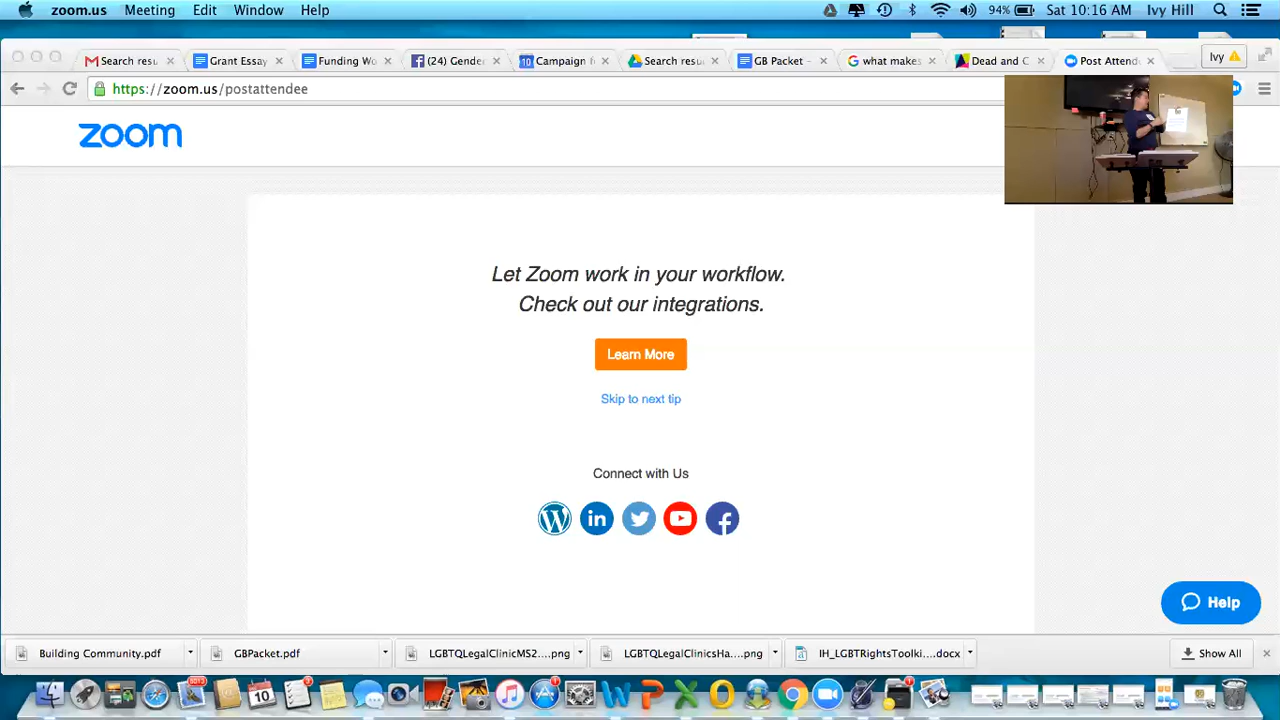 zoom.us Meeting Edit Window Help 94% Sat 10:16 AM Ivy Hill
Search resu Grant Essay Funding Wo (24) Gende Campaign f Search resu GB Packet what makes Dead and C Post Attend Ivy
https://zoom.us/postattendee
zoom
Let Zoom work in your workflow.
Check out our integrations.
Learn More
Skip to next tip
Connect with Us
Help
Building Community.pdf GBPacket.pdf LGBTQLegalClinicMS2....png LGBTQLegalClinicsHa....png IH_LGBTRightsToolki....docx Show All